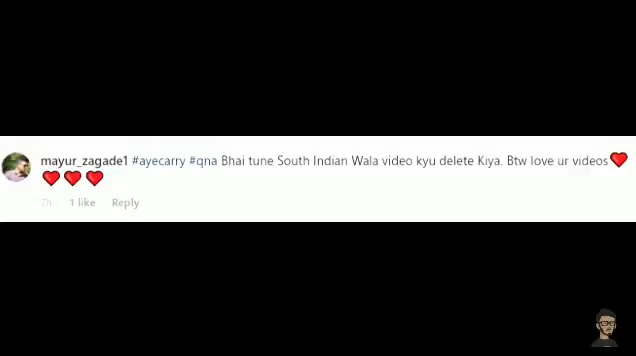 mayur_zagade1 #ayecarry #qna Bhai tune South Indian Wala video kyu delete Kiya. Btw love ur videos❤️
❤️❤️❤️
7h 1 like Reply